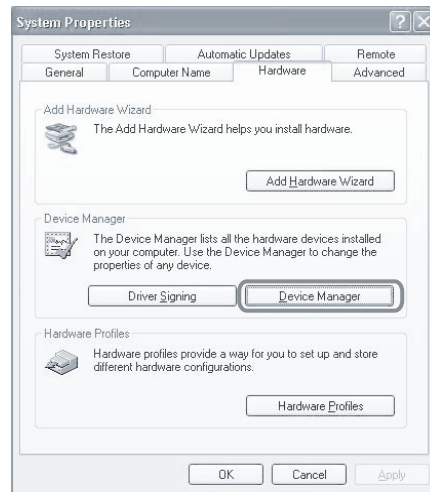 System Properties
System Restore Automatic Updates Remote
General Computer Name Hardware Advanced
Add Hardware Wizard
The Add Hardware Wizard helps you install hardware.
Add Hardware Wizard
Device Manager
The Device Manager lists all the hardware devices installed
on your computer. Use the Device Manager to change the
properties of any device.
Driver Signing Device Manager
Hardware Profiles
Hardware profiles provide a way for you to set up and store
different hardware configurations.
Hardware Profiles
OK Cancel Apply